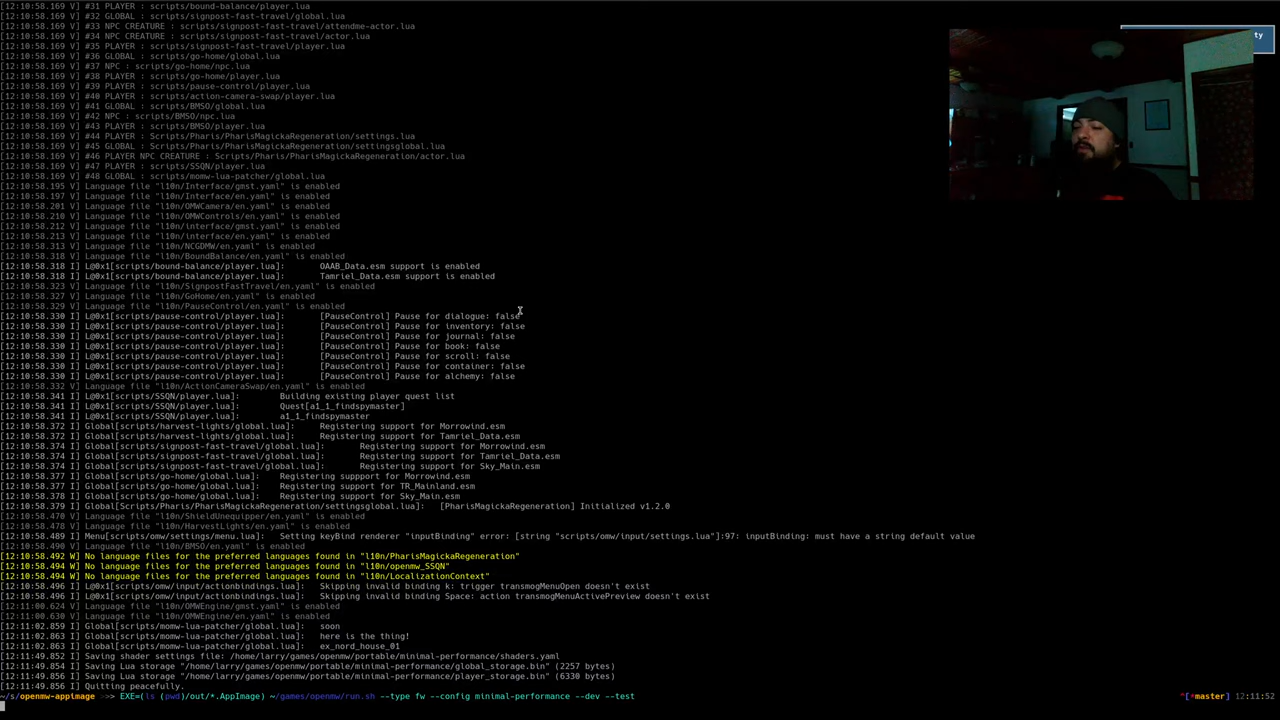 [12:10:58.169 V] #31 PLAYER : scripts/bound-balance/player.lua
[12:10:58.169 V] #32 GLOBAL : scripts/signpost-fast-travel/global.lua
[12:10:58.169 V] #33 NPC CREATURE : scripts/signpost-fast-travel/attendme-actor.lua
[12:10:58.169 V] #34 NPC CREATURE : scripts/signpost-fast-travel/actor.lua
[12:10:58.169 V] #35 PLAYER : scripts/signpost-fast-travel/player.lua
[12:10:58.169 V] #36 GLOBAL : scripts/go-home/global.lua
[12:10:58.169 V] #37 NPC : scripts/go-home/npc.lua
[12:10:58.169 V] #38 PLAYER : scripts/go-home/player.lua
[12:10:58.169 V] #39 PLAYER : scripts/pause-control/player.lua
[12:10:58.169 V] #40 PLAYER : scripts/action-camera-swap/player.lua
[12:10:58.169 V] #41 GLOBAL : scripts/BMSO/global.lua
[12:10:58.169 V] #42 NPC : scripts/BMSO/npc.lua
[12:10:58.169 V] #43 PLAYER : scripts/BMSO/player.lua
[12:10:58.169 V] #44 PLAYER : Scripts/Pharis/PharisMagickaRegeneration/settings.lua
[12:10:58.169 V] #45 GLOBAL : Scripts/Pharis/PharisMagickaRegeneration/settingsglobal.lua
[12:10:58.169 V] #46 PLAYER NPC CREATURE : Scripts/Pharis/PharisMagickaRegeneration/actor.lua
[12:10:58.169 V] #47 PLAYER : scripts/SSQN/player.lua
[12:10:58.169 V] #48 GLOBAL : scripts/momw-lua-patcher/global.lua
[12:10:58.195 V] Language file "l10n/Interface/gmst.yaml" is enabled
[12:10:58.197 V] Language file "l10n/Interface/en.yaml" is enabled
[12:10:58.201 V] Language file "l10n/OMWCamera/en.yaml" is enabled
[12:10:58.210 V] Language file "l10n/OMWControls/en.yaml" is enabled
[12:10:58.212 V] Language file "l10n/interface/gmst.yaml" is enabled
[12:10:58.213 V] Language file "l10n/interface/en.yaml" is enabled
[12:10:58.313 V] Language file "l10n/NCGDMW/en.yaml" is enabled
[12:10:58.318 V] Language file "l10n/BoundBalance/en.yaml" is enabled
[12:10:58.318 I] L@0x1[scripts/bound-balance/player.lua]: OAAB_Data.esm support is enabled
[12:10:58.318 I] L@0x1[scripts/bound-balance/player.lua]: Tamriel_Data.esm support is enabled
[12:10:58.323 V] Language file "l10n/SignpostFastTravel/en.yaml" is enabled
[12:10:58.327 V] Language file "l10n/GoHome/en.yaml" is enabled
[12:10:58.329 V] Language file "l10n/PauseControl/en.yaml" is enabled
[12:10:58.330 I] L@0x1[scripts/pause-control/player.lua]: [PauseControl] Pause for dialogue: false
[12:10:58.330 I] L@0x1[scripts/pause-control/player.lua]: [PauseControl] Pause for inventory: false
[12:10:58.330 I] L@0x1[scripts/pause-control/player.lua]: [PauseControl] Pause for journal: false
[12:10:58.330 I] L@0x1[scripts/pause-control/player.lua]: [PauseControl] Pause for book: false
[12:10:58.330 I] L@0x1[scripts/pause-control/player.lua]: [PauseControl] Pause for scroll: false
[12:10:58.330 I] L@0x1[scripts/pause-control/player.lua]: [PauseControl] Pause for container: false
[12:10:58.330 I] L@0x1[scripts/pause-control/player.lua]: [PauseControl] Pause for alchemy: false
[12:10:58.332 V] Language file "l10n/ActionCameraSwap/en.yaml" is enabled
[12:10:58.341 I] L@0x1[scripts/SSQN/player.lua]: Building existing player quest list
[12:10:58.341 I] L@0x1[scripts/SSQN/player.lua]: Quest[a1_1_findspymaster]
[12:10:58.341 I] L@0x1[scripts/SSQN/player.lua]: a1_1_findspymaster
[12:10:58.372 I] Global[scripts/harvest-lights/global.lua]: Registering support for Morrowind.esm
[12:10:58.372 I] Global[scripts/harvest-lights/global.lua]: Registering support for Tamriel_Data.esm
[12:10:58.374 I] Global[scripts/signpost-fast-travel/global.lua]: Registering support for Morrowind.esm
[12:10:58.374 I] Global[scripts/signpost-fast-travel/global.lua]: Registering support for Tamriel_Data.esm
[12:10:58.374 I] Global[scripts/signpost-fast-travel/global.lua]: Registering support for Sky_Main.esm
[12:10:58.377 I] Global[scripts/go-home/global.lua]: Registering suppport for Morrowind.esm
[12:10:58.377 I] Global[scripts/go-home/global.lua]: Registering support for TR_Mainland.esm
[12:10:58.378 I] Global[scripts/go-home/global.lua]: Registering support for Sky_Main.esm
[12:10:58.379 I] Global[Scripts/Pharis/PharisMagickaRegeneration/settingsglobal.lua]: [PharisMagickaRegeneration] Initialized v1.2.0
[12:10:58.470 V] Language file "l10n/ShieldUnequipper/en.yaml" is enabled
[12:10:58.478 V] Language file "l10n/HarvestLights/en.yaml" is enabled
[12:10:58.489 I] Menu[scripts/omw/settings/menu.lua]: Setting keyBind renderer "inputBinding" error: [string "scripts/omw/input/settings.lua"]:97: inputBinding: must have a string default value
[12:10:58.490 V] Language file "l10n/BMSO/en.yaml" is enabled
[12:10:58.492 W] No language files for the preferred languages found in "l10n/PharisMagickaRegeneration"
[12:10:58.494 W] No language files for the preferred languages found in "l10n/openmw_SSQN"
[12:10:58.494 W] No language files for the preferred languages found in "l10n/LocalizationContext"
[12:10:58.496 I] L@0x1[scripts/omw/input/actionbindings.lua]: Skipping invalid binding k: trigger transmogMenuOpen doesn't exist
[12:10:58.496 I] L@0x1[scripts/omw/input/actionbindings.lua]: Skipping invalid binding Space: action transmogMenuActivePreview doesn't exist
[12:11:00.624 V] Language file "l10n/OMWEngine/gmst.yaml" is enabled
[12:11:00.630 V] Language file "l10n/OMWEngine/en.yaml" is enabled
[12:11:02.859 I] Global[scripts/momw-lua-patcher/global.lua]: soon
[12:11:02.863 I] Global[scripts/momw-lua-patcher/global.lua]: here is the thing!
[12:11:02.863 I] Global[scripts/momw-lua-patcher/global.lua]: ex_nord_house_01
[12:11:49.852 I] Saving shader settings file: /home/larry/games/openmw/portable/minimal-performance/shaders.yaml
[12:11:49.854 I] Saving Lua storage "/home/larry/games/openmw/portable/minimal-performance/global_storage.bin" (2257 bytes)
[12:11:49.856 I] Saving Lua storage "/home/larry/games/openmw/portable/minimal-performance/player_storage.bin" (6330 bytes)
[12:11:49.856 I] Quitting peacefully.
~/s/openmw-appimage >>> EXE=(ls (pwd)/out/*.AppImage) ~/games/openmw/run.sh --type fw --config minimal-performance --dev --test ^[*master] 12:11:52